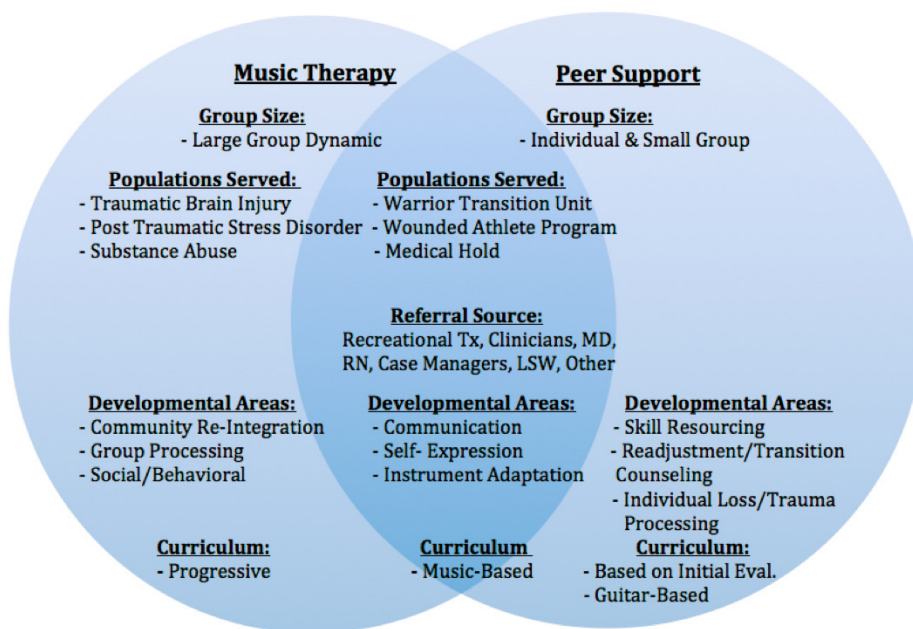 Music Therapy
Group Size:
- Large Group Dynamic
Populations Served:
- Traumatic Brain Injury
- Post Traumatic Stress Disorder
- Substance Abuse
Developmental Areas:
- Community Re-Integration
- Group Processing
- Social/Behavioral
Curriculum:
- Progressive
Populations Served:
- Warrior Transition Unit
- Wounded Athlete Program
- Medical Hold
Referral Source:
Recreational Tx, Clinicians, MD,
RN, Case Managers, LSW, Other
Developmental Areas:
- Communication
- Self- Expression
- Instrument Adaptation
Curriculum
- Music-Based
Peer Support
Group Size:
- Individual & Small Group
Developmental Areas:
- Skill Resourcing
- Readjustment/Transition
Counseling
- Individual Loss/Trauma
Processing
Curriculum:
- Based on Initial Eval.
- Guitar-Based